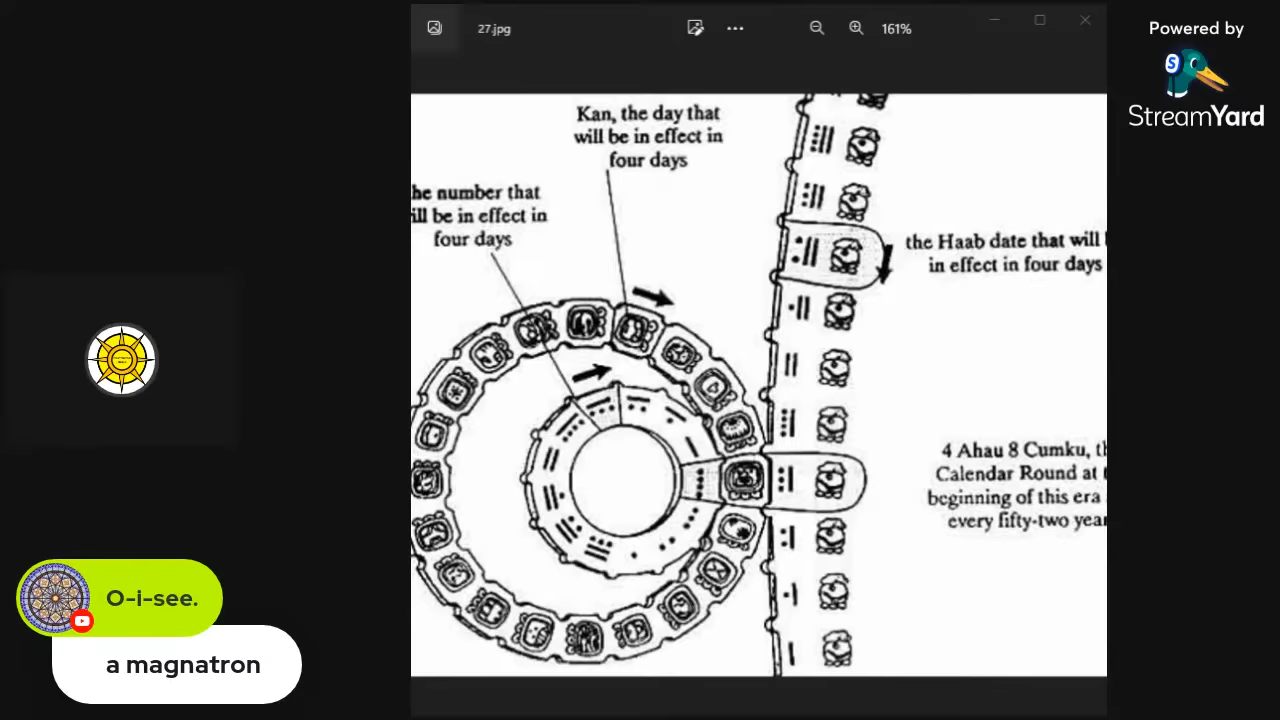 27.jpg
161%
Powered by
StreamYard
S
Kan, the day that
will be in effect in
four days
he number that
ill be in effect in
four days
the Haab date that will
in effect in four days
4 Ahau 8 Cumku, th
Calendar Round at t
beginning of this era
every fifty-two year
O-i-see.
a magnatron